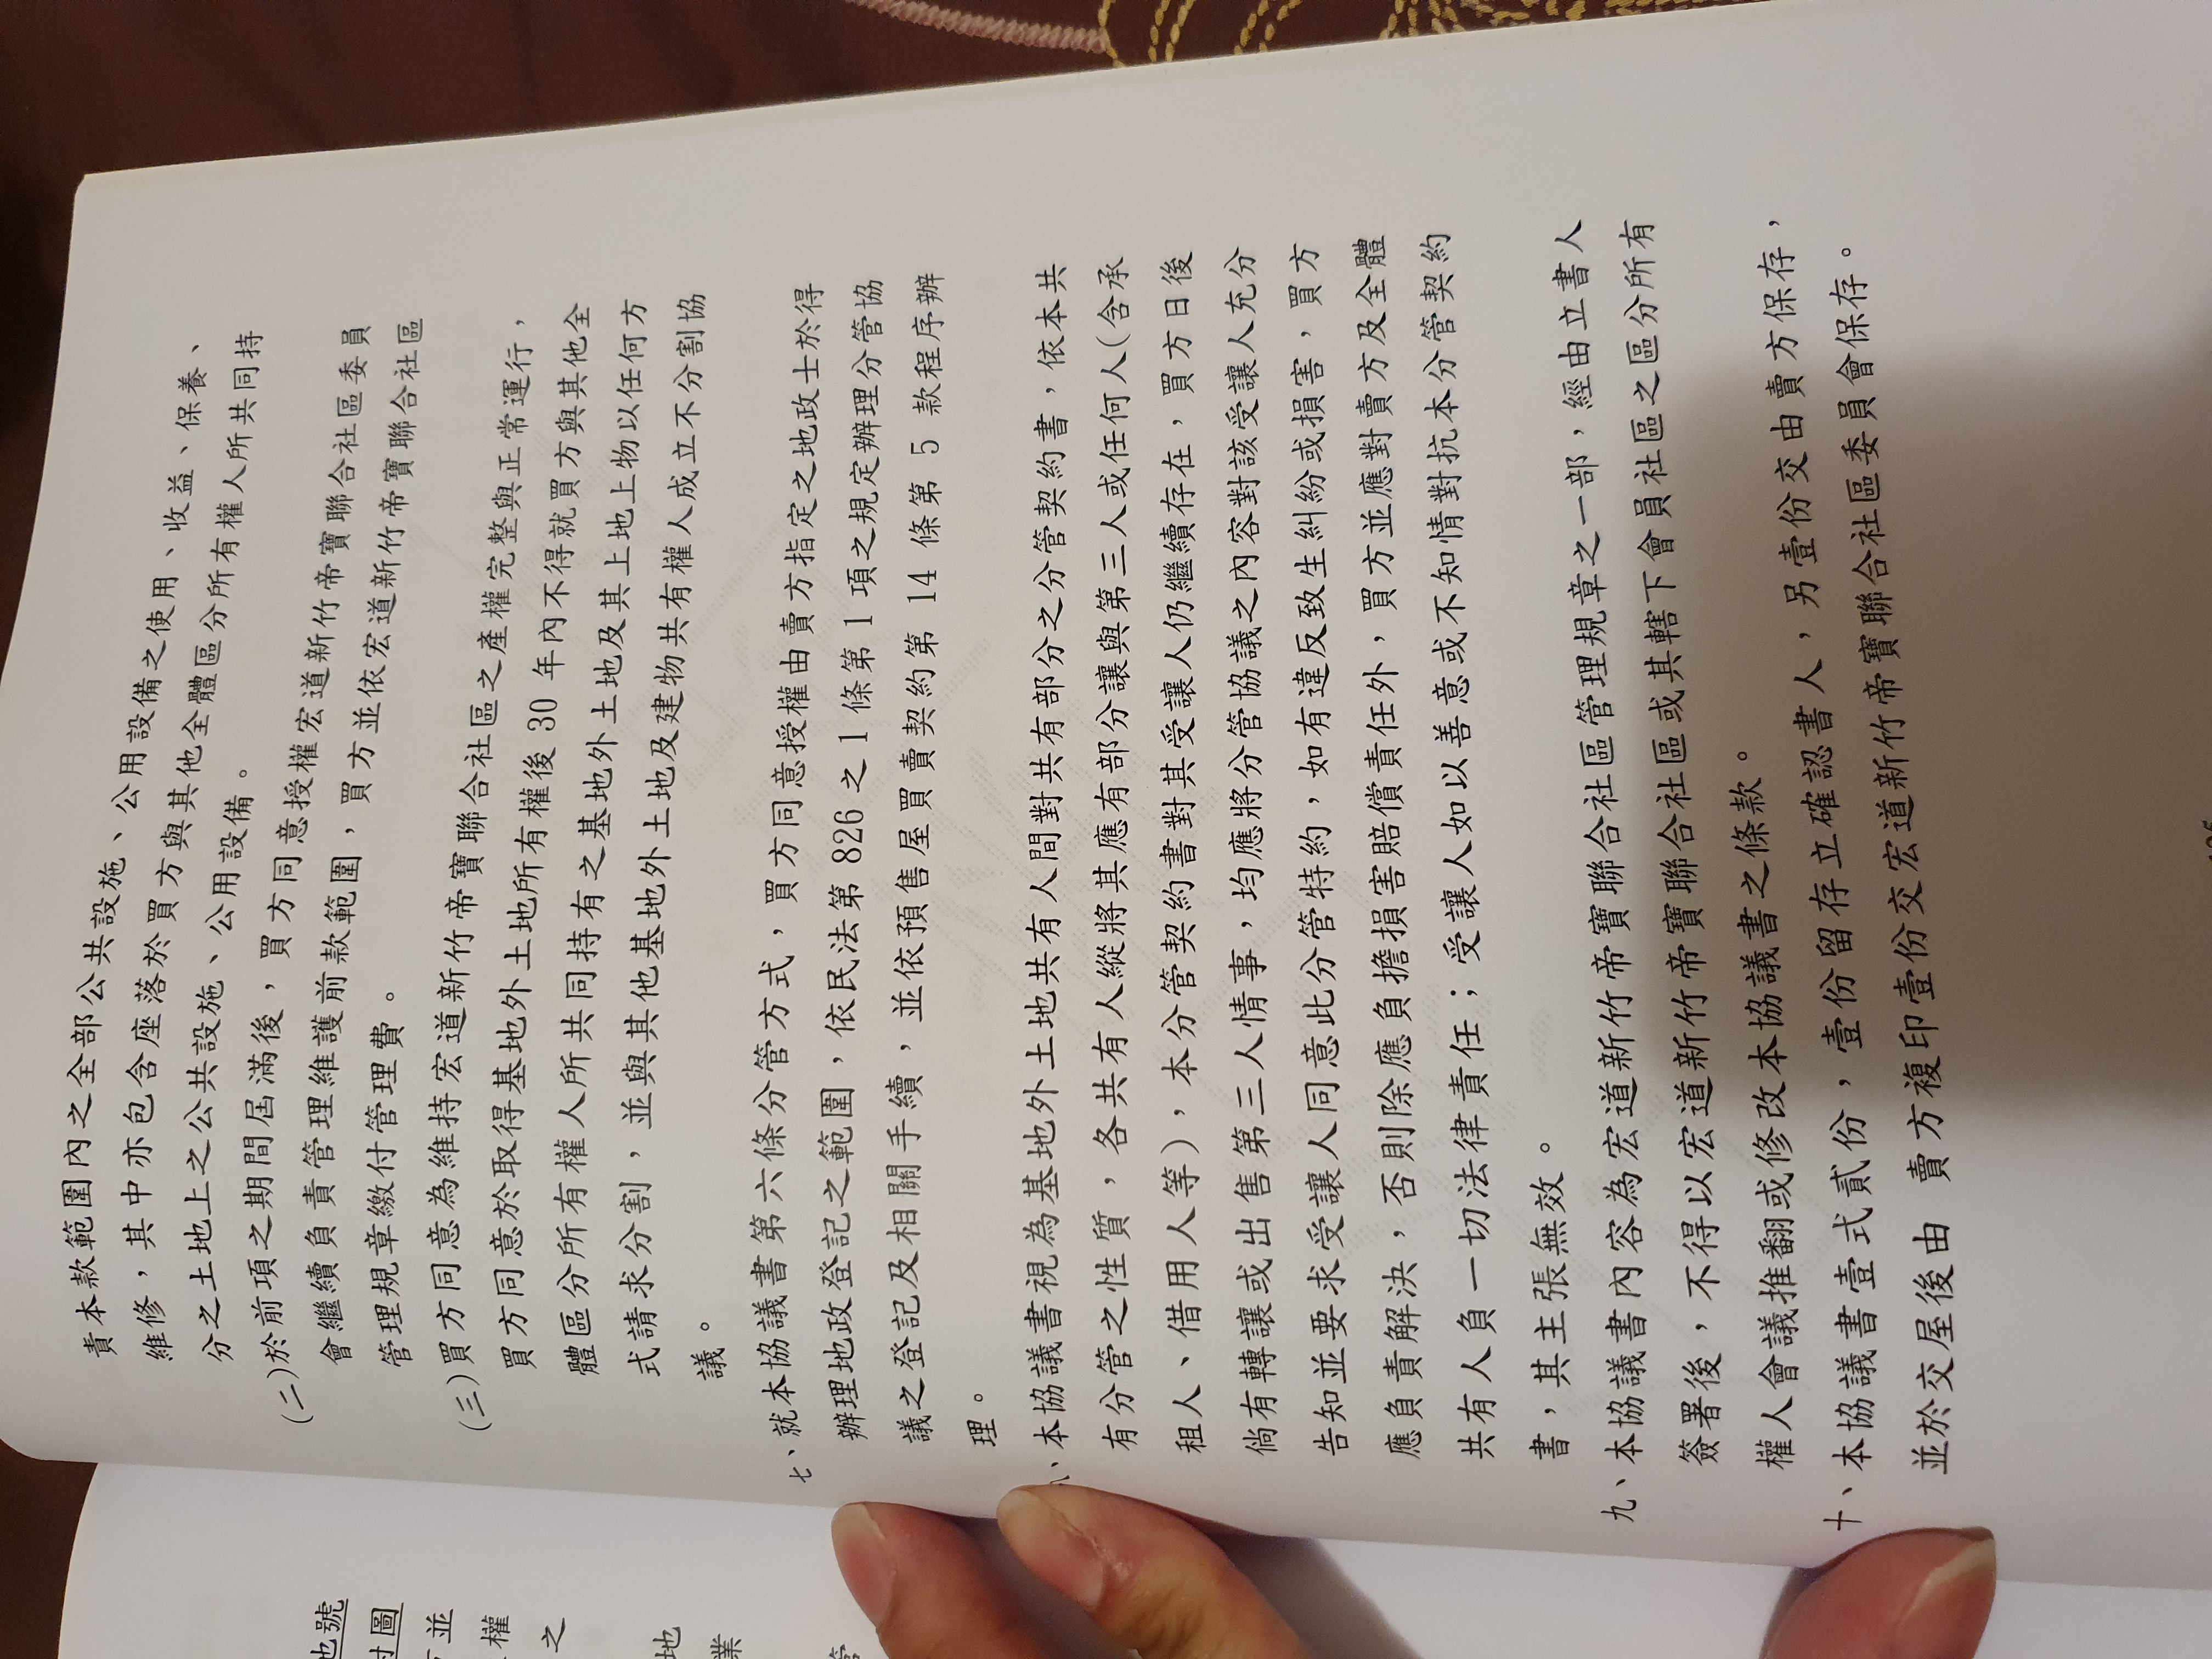 地號
討圖
並
權
之
地
業
管
責本款範圍內之全部公共設施、公用設備之使用、收益、保養、
維修，其中亦包含座落於買方與其他全體區分所有權人所共同持
分之土地上之公共設施、公用設備。
(二)於前項之期間屆滿後，買方同意授權宏道新竹帝寶聯合社區委員
會繼續負責管理維護前款範圍，買方並依宏道新竹帝寶聯合社區
管理規章繳付管理費。
(三)買方同意為維持宏道新竹帝寶聯合社區之產權完整與正常運行，
買方同意於取得基地外土地所有權後 30 年內不得就買方與其他全
體區分所有權人所共同持有之基地外土地及其上地上物以任何方
式請求分割，並與其他基地外土地及建物共有權人成立不分割協
議。
七、就本協議書第六條分管方式，買方同意授權由賣方指定之地政士於得
辦理地政登記之範圍，依民法第 826 之 1 條第 1 項之規定辦理分管協
議之登記及相關手續，並依預售屋買賣契約第 14 條第 5 款程序辦
理。
、本協議書視為基地外土地共有人間對共有部分之分管契約書，依本共
有分管之性質，各共有人縱將其應有部分讓與第三人或任何人(含承
租人、借用人等)，本分管契約書對其受讓人仍繼續存在，買方日後
倘有轉讓或出售第三人情事，均應將分管協議之內容對該受讓人充分
告知並要求受讓人同意此分管特約，如有違反致生糾紛或損害，買方
應負責解決，否則除應負擔損害賠償責任外，買方並應對賣方及全體
共有人負一切法律責任；受讓人如以善意或不知情對抗本分管契約
書，其主張無效。
九、本協議書內容為宏道新竹帝寶聯合社區管理規章之一部，經由立書人
簽署後，不得以宏道新竹帝寶聯合社區或其轄下會員社區之區分所有
權人會議推翻或修改本協議書之條款。
十、本協議書壹式貳份，壹份留存立確認書人，另壹份交由賣方保存，
並於交屋後由 賣方複印壹份交宏道新竹帝寶聯合社區委員會保存。